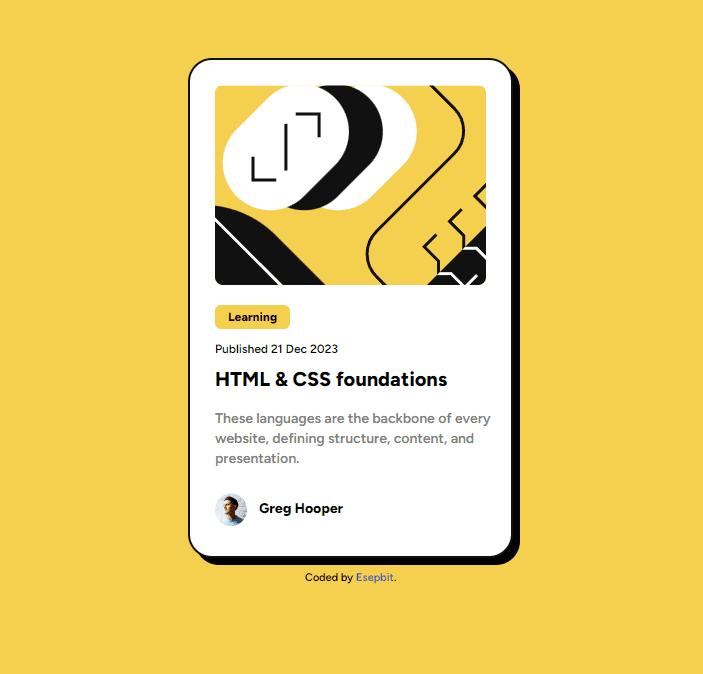 Learning
Published 21 Dec 2023
HTML & CSS foundations
These languages are the backbone of every
website, defining structure, content, and
presentation.
Greg Hooper
Coded by Esepbit.